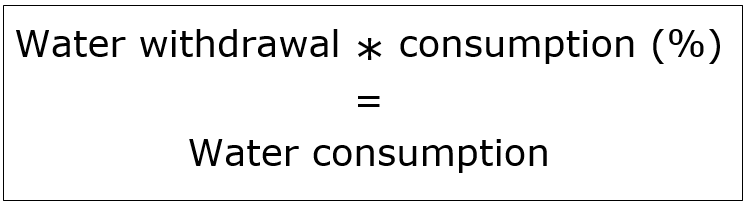 Water withdrawal * consumption (%)
=
Water consumption